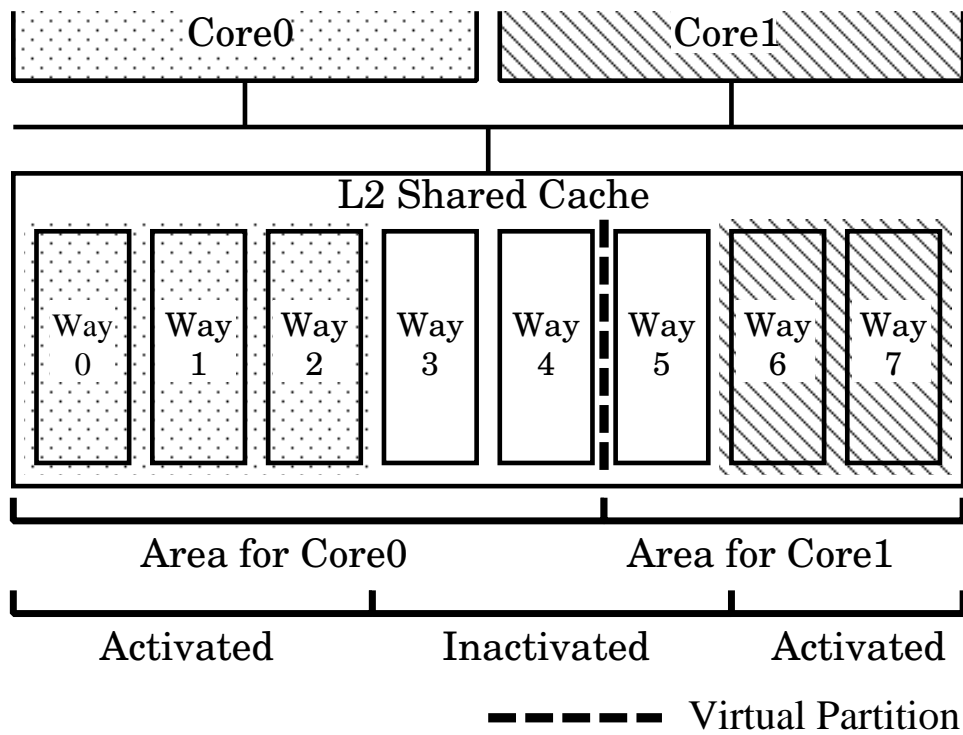 Core0 Core1
L2 Shared Cache
Way Way Way Way Way Way Way Way
0 1 2 3 4 5 6 7
Area for Core0 Area for Core1
Activated Inactivated Activated
Virtual Partition